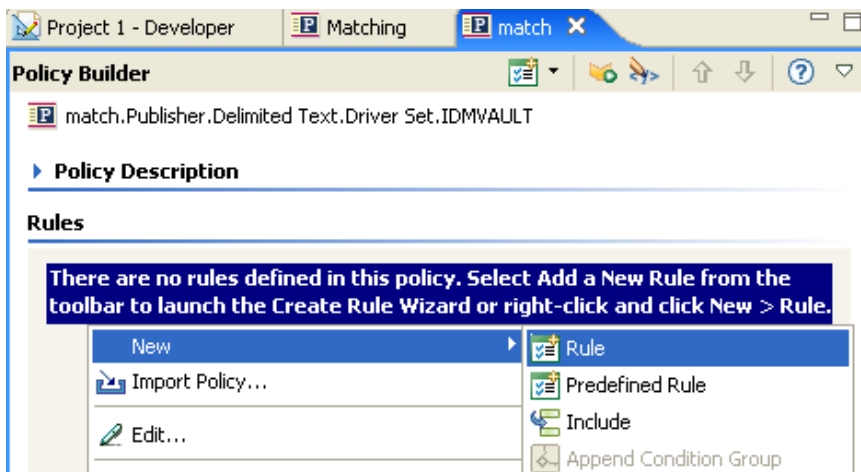 Project 1 - Developer
Matching
match
Policy Builder
match.Publisher.Delimited Text.Driver Set.IDMVAULT
Policy Description
Rules
There are no rules defined in this policy. Select Add a New Rule from the
toolbar to launch the Create Rule Wizard or right-click and click New > Rule.
New
Rule
Import Policy...
Predefined Rule
Include
Edit...
Append Condition Group